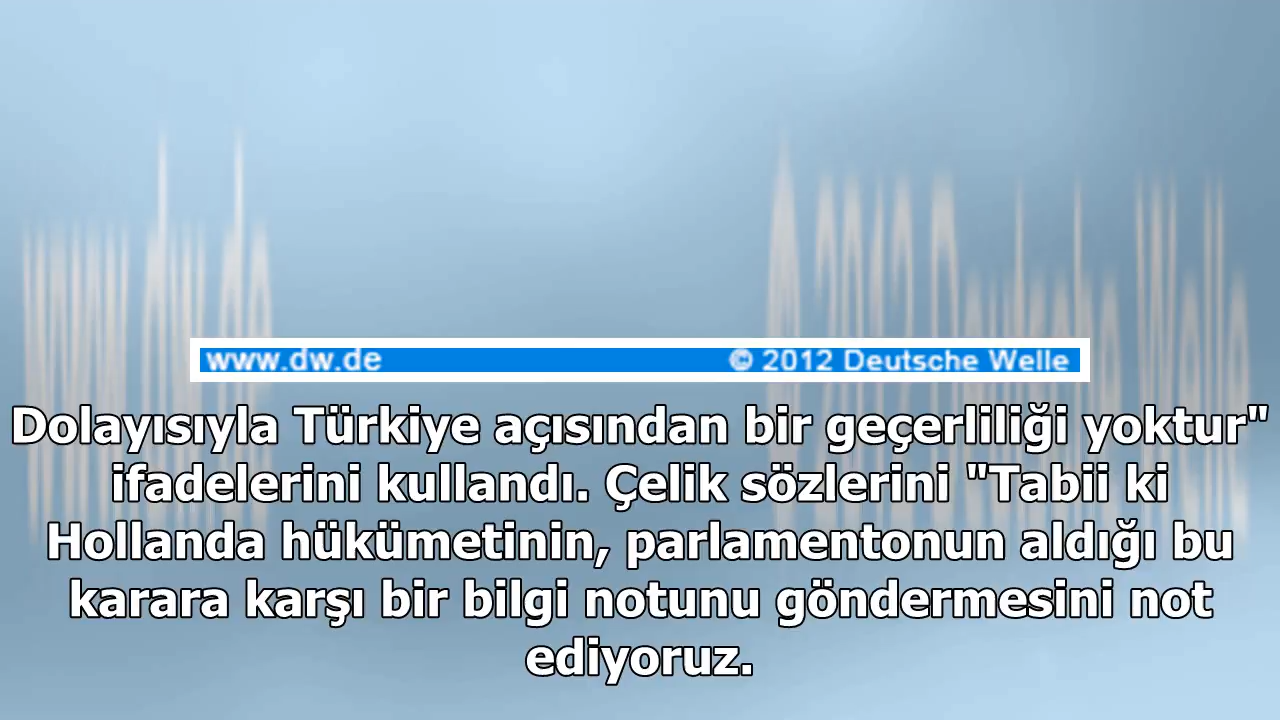 www.dw.de © 2012 Deutsche Welle
Dolayısıyla Türkiye açısından bir geçerliliği yoktur"
ifadelerini kullandı. Çelik sözlerini "Tabii ki
Hollanda hükümetinin, parlamentonun aldığı bu
karara karşı bir bilgi notunu göndermesini not
ediyoruz.